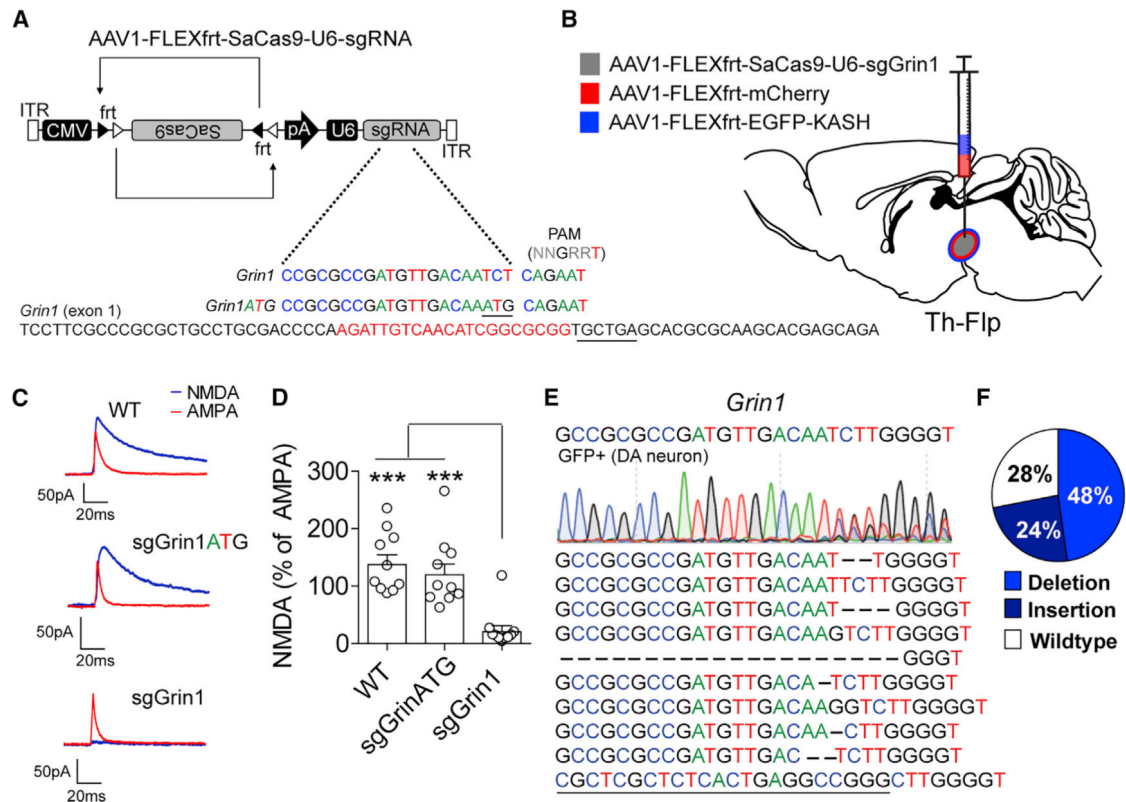 A
AAV1-FLEXfrt-SaCas9-U6-sgRNA
ITR
frt
CMV
SaCas9
pA
U6
sgRNA
frt
ITR
PAM
(NNGRRT)
Grin1 CCGCGCCGATGTTGACAATCT CAGAAT
Grin1ATG CCGCGCCGATGTTGACAAATG CAGAAT
Grin1 (exon 1)
TCCTTCGCCCGCGCTGCCTGCGACCCCAAGATTGTCAACATCGGCGCGGTGCTGAGCACGCGCAAGCACGAGCAGA
B
AAV1-FLEXfrt-SaCas9-U6-sgGrin1
AAV1-FLEXfrt-mCherry
AAV1-FLEXfrt-EGFP-KASH
Th-Flp
C
NMDA
AMPA
WT
50pA
20ms
sgGrin1ATG
50pA
20ms
sgGrin1
50pA
20ms
D
NMDA (% of AMPA)
300
200
100
0
***
***
WT
sgGrinATG
sgGrin1
E
Grin1
GCCGCGCCGATGTTGACAATCTTGGGGT
GFP+ (DA neuron)
GCCGCGCCGATGTTGACAAT--TGGGGT
GCCGCGCCGATGTTGACAATTCTTGGGGT
GCCGCGCCGATGTTGACAAT---GGGGT
GCCGCGCCGATGTTGACAAGTCTTGGGGT
------------------------GGGT
GCCGCGCCGATGTTGACA-TCTTGGGGT
GCCGCGCCGATGTTGACAAGGTCTTGGGGT
GCCGCGCCGATGTTGACAA-CTTGGGGT
GCCGCGCCGATGTTGAC--TCTTGGGGT
CGCTCGCTCTCACTGAGGCCGGGCTTGGGGT
F
28%
48%
24%
Deletion
Insertion
Wildtype